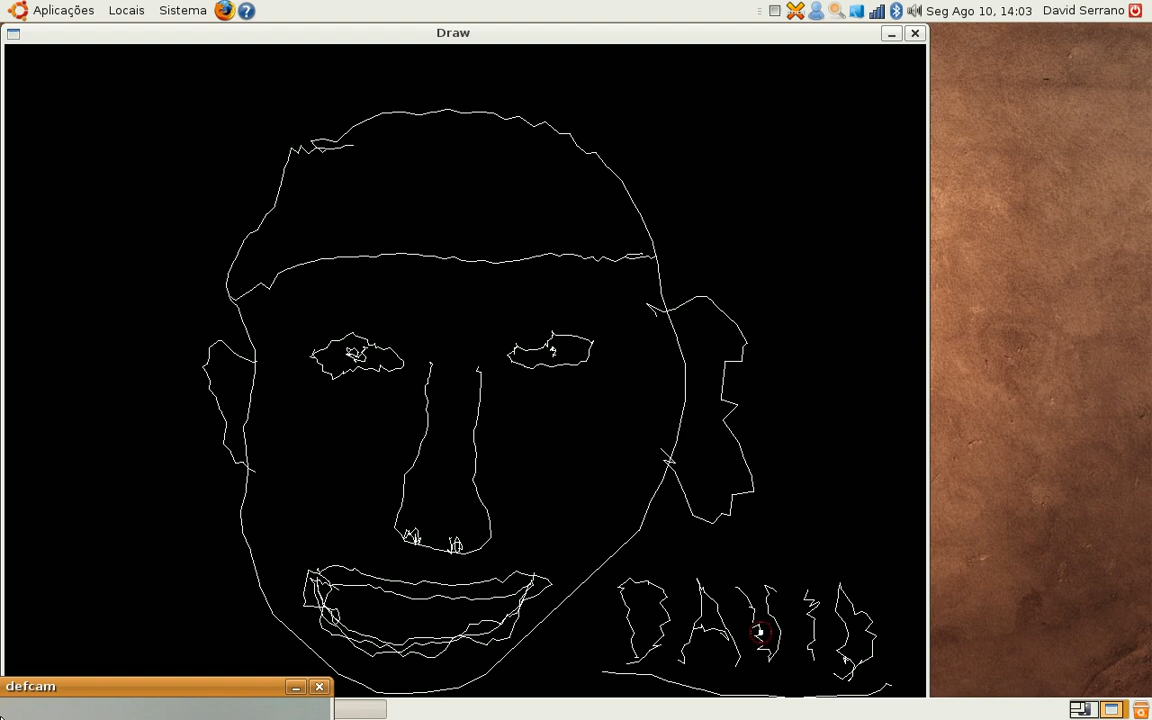 Aplicações Locais Sistema Seg Ago 10, 14:03 David Serrano
Draw
DAVID
defcam